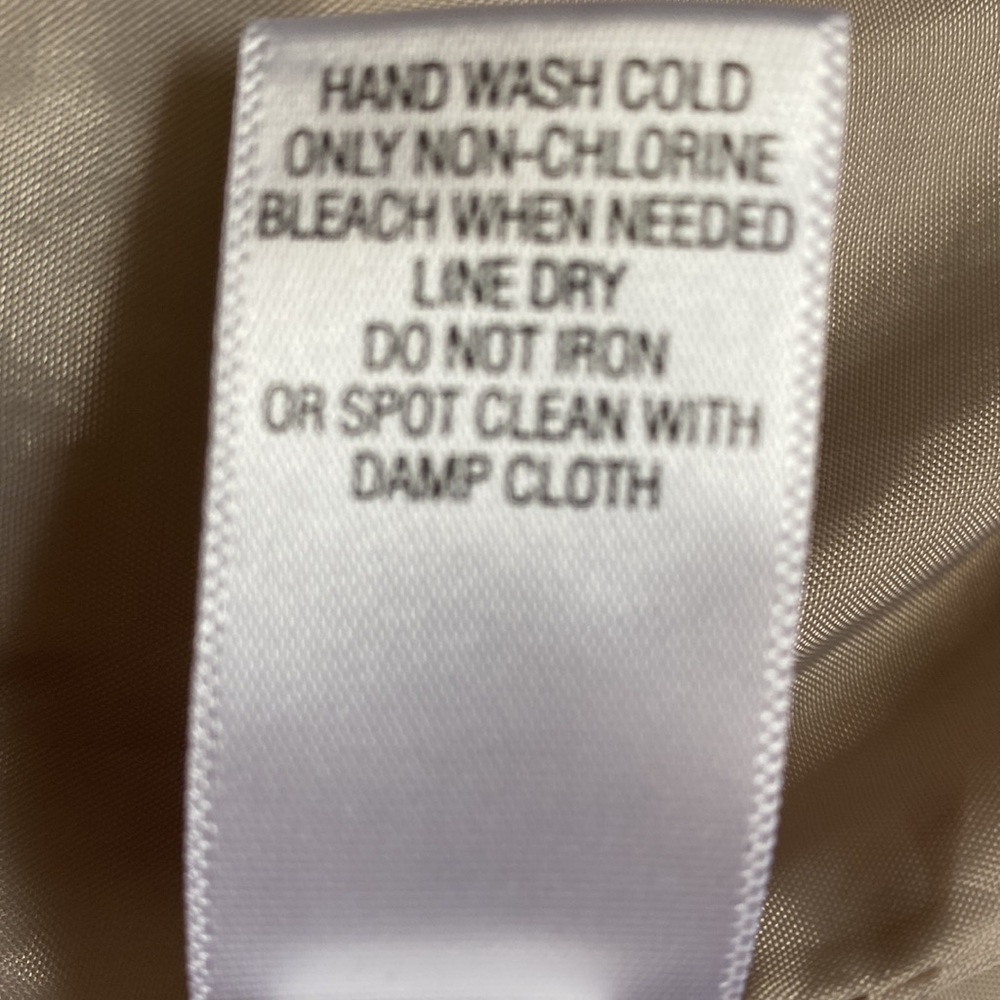 HAND WASH COLD
ONLY NON-CHLORINE
BLEACH WHEN NEEDED
LINE DRY
DO NOT IRON
OR SPOT CLEAN WITH
DAMP CLOTH